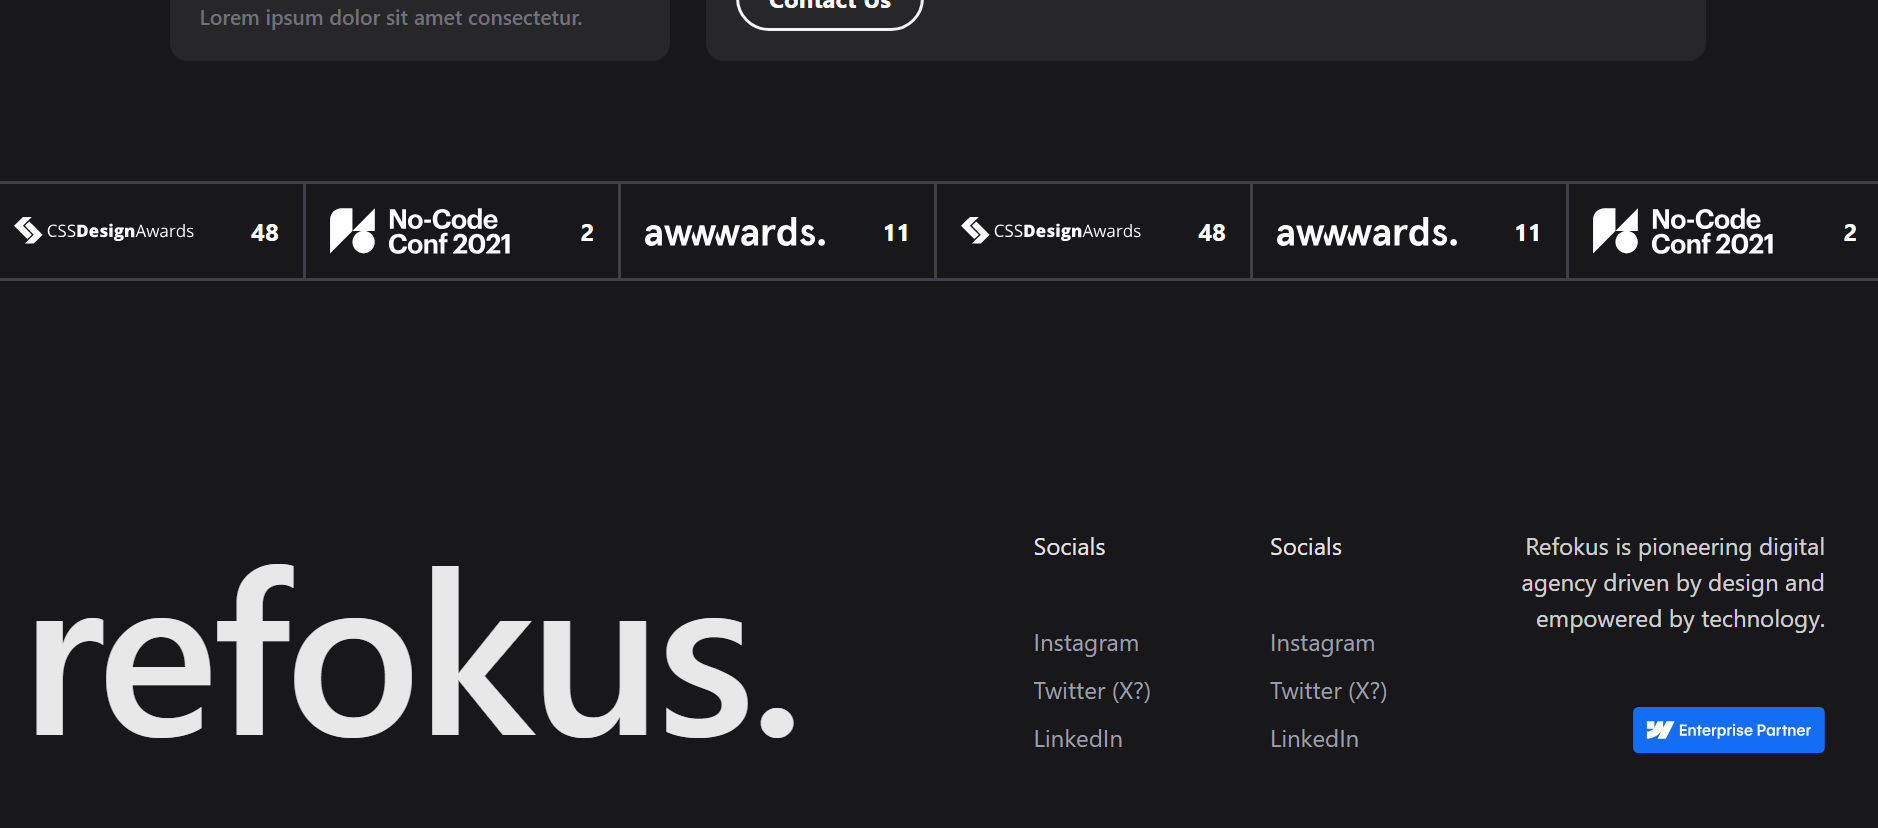 Lorem ipsum dolor sit amet consectetur.
Contact Us
CSSDesignAwards 48
No-Code
Conf 2021 2
awwwards. 11
CSSDesignAwards 48
awwwards. 11
No-Code
Conf 2021 2
refokus.
Socials
Instagram
Twitter (X?)
LinkedIn
Socials
Instagram
Twitter (X?)
LinkedIn
Refokus is pioneering digital
agency driven by design and
empowered by technology.
Enterprise Partner